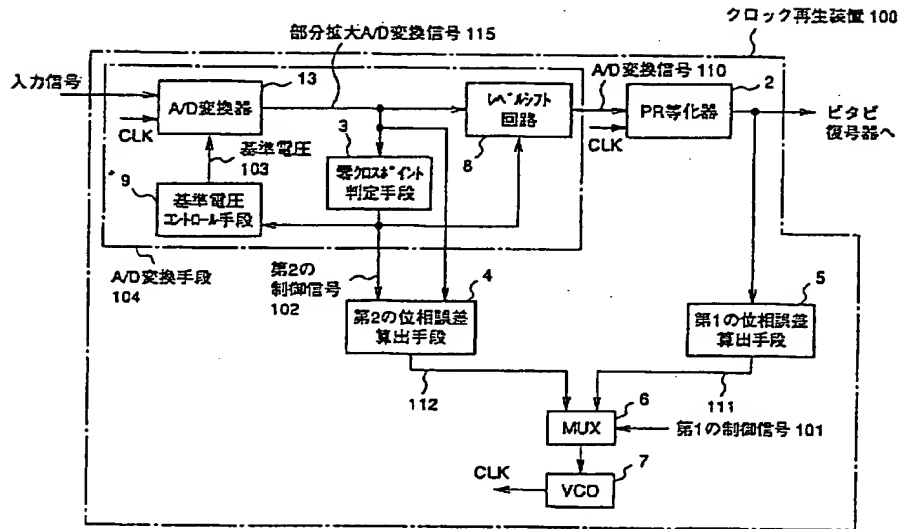 クロック再生装置 100
部分拡大A/D変換信号 115
入力信号
13
A/D変換器
CLK
基準電圧
103
9
基準電圧
コントロール手段
3
零クロスポイント
判定手段
レベルシフト
回路
8
A/D変換信号 110
2
PR等化器
CLK
ビタビ
復号器へ
A/D変換手段
104
第2の
制御信号
102
4
第2の位相誤差
算出手段
5
第1の位相誤差
算出手段
112
111
6
MUX
第1の制御信号 101
7
VCO
CLK